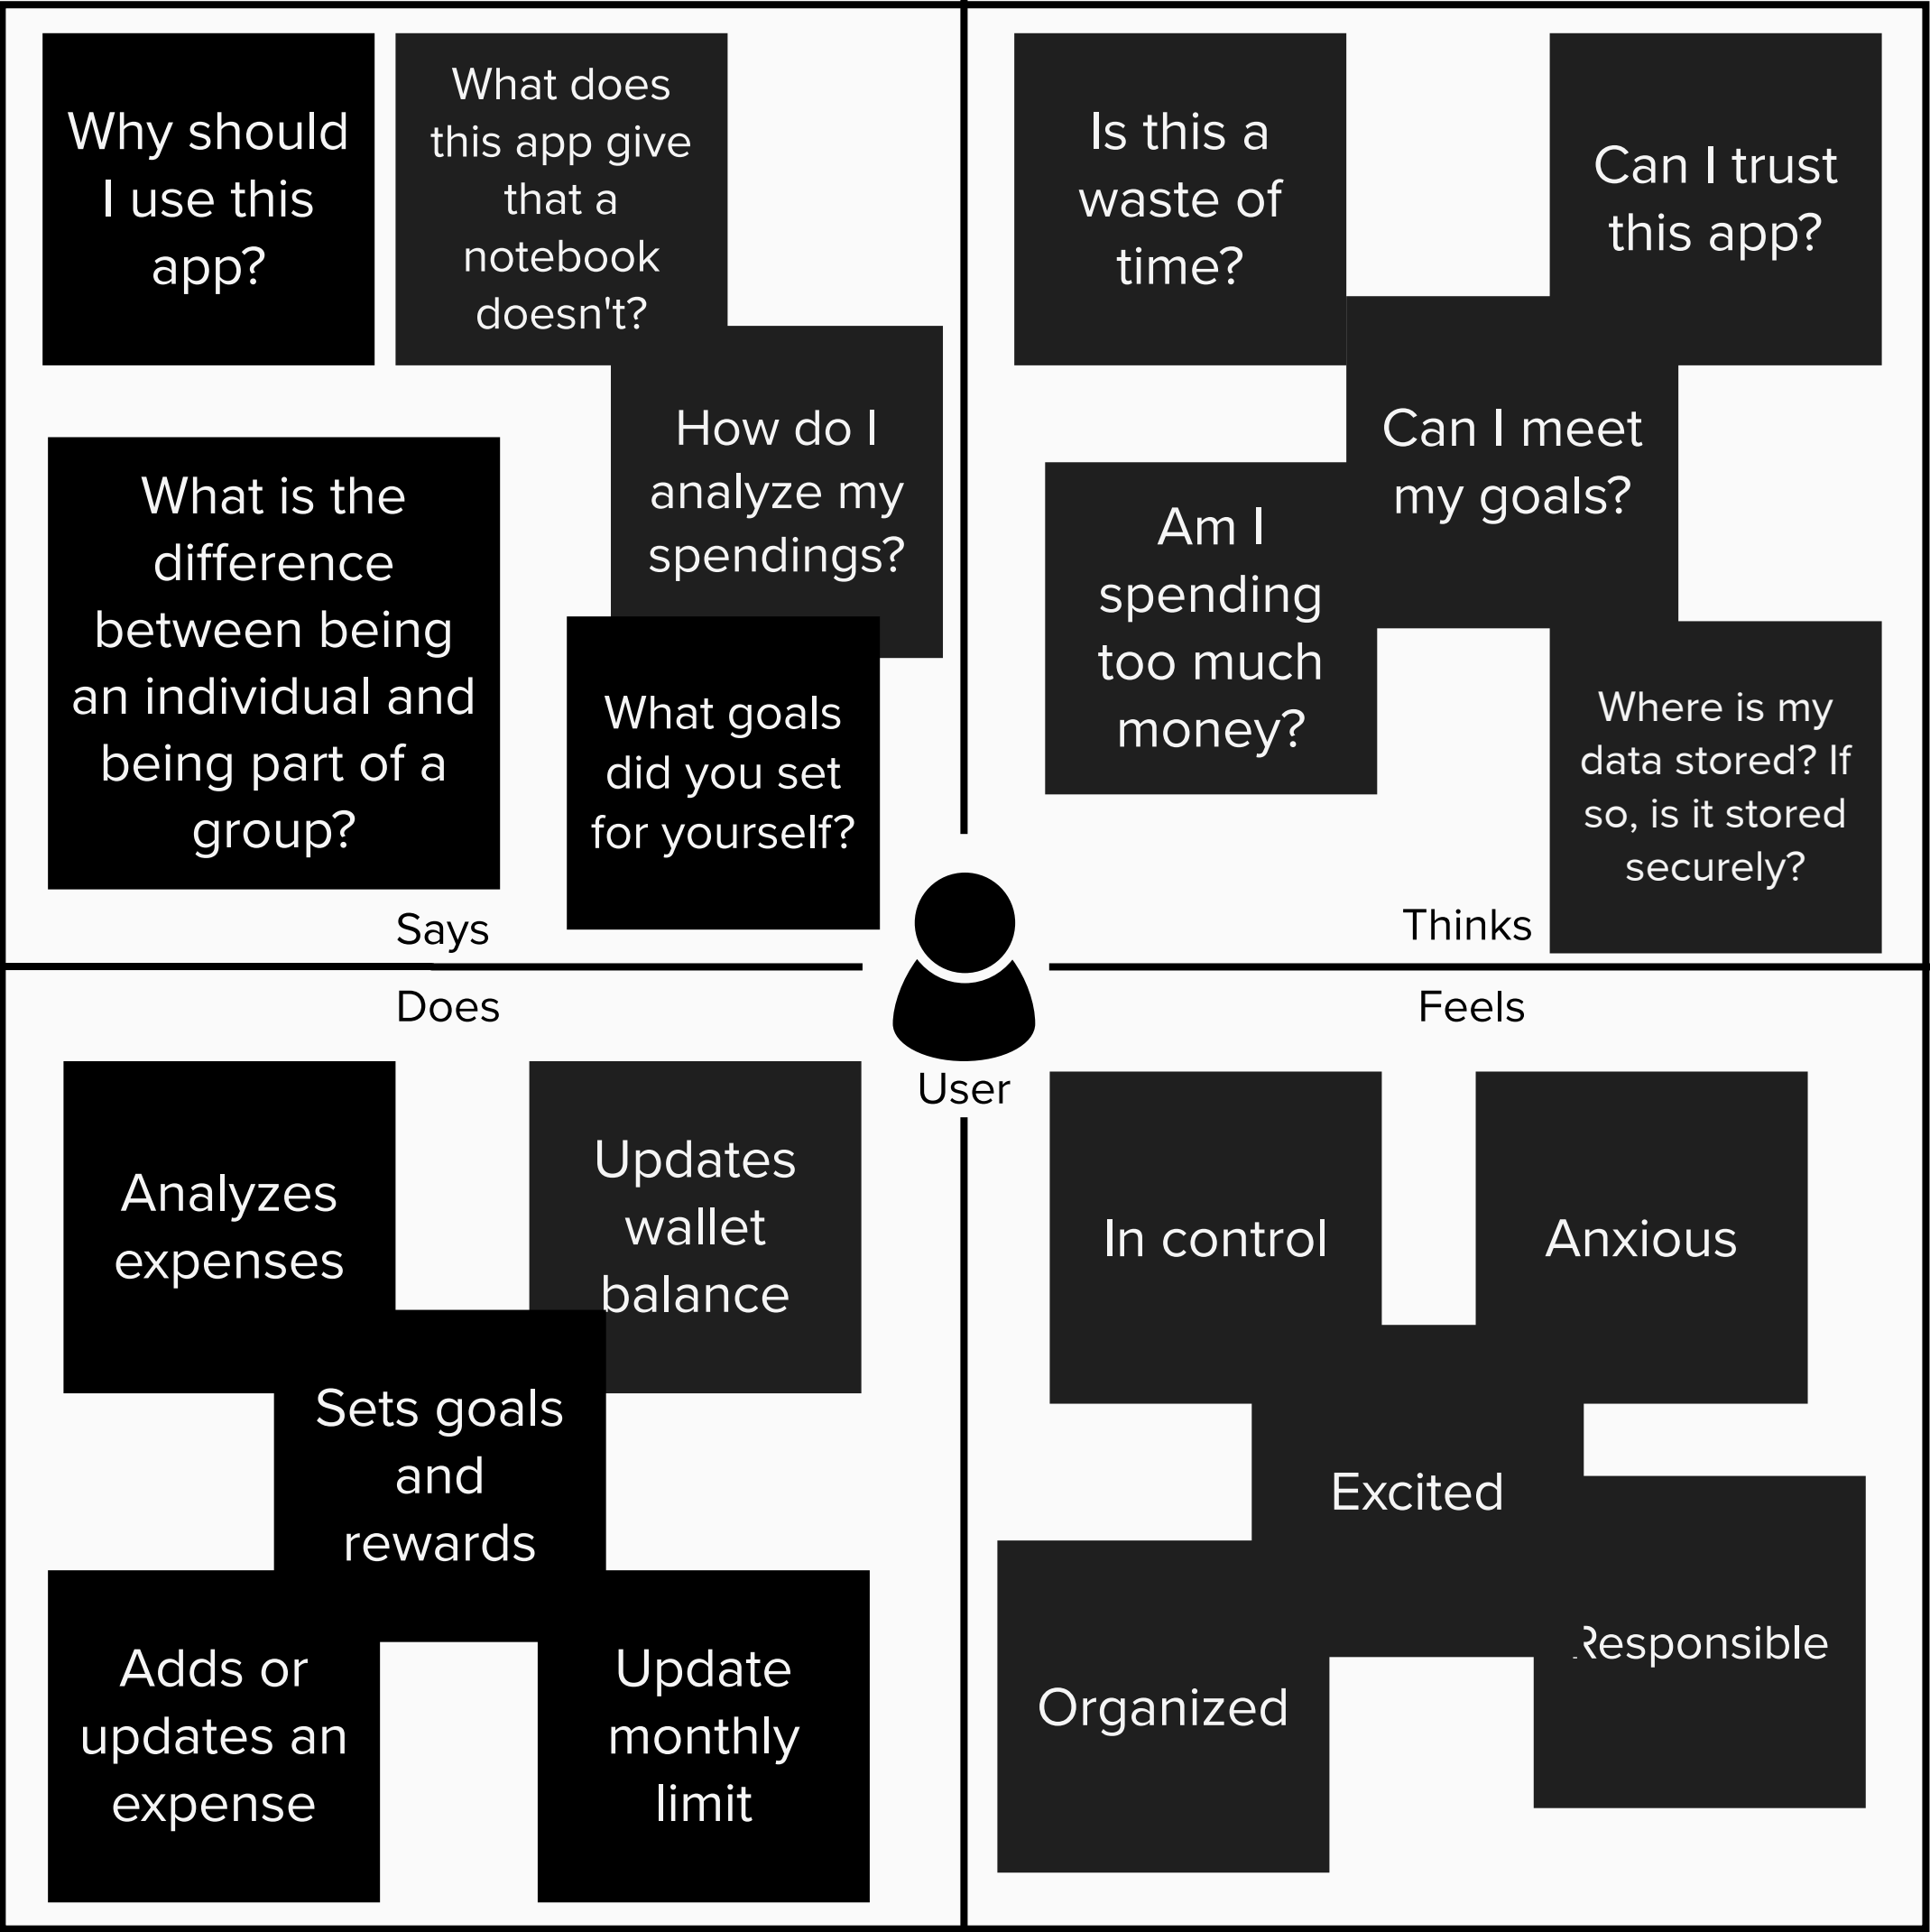 Why should
I use this
app?
What does
this app give
that a
notebook
doesn't?
How do I
analyze my
spendings?
What is the
difference
between being
an individual and
being part of a
group?
What goals
did you set
for yourself?
Says
Is this a
waste of
time?
Can I trust
this app?
Can I meet
my goals?
Am I
spending
too much
money?
Where is my
data stored? If
so, is it stored
securely?
Thinks
User
Does
Analyzes
expenses
Updates
wallet
balance
Sets goals
and
rewards
Adds or
updates an
expense
Update
monthly
limit
Feels
In control
Anxious
Excited
Responsible
Organized